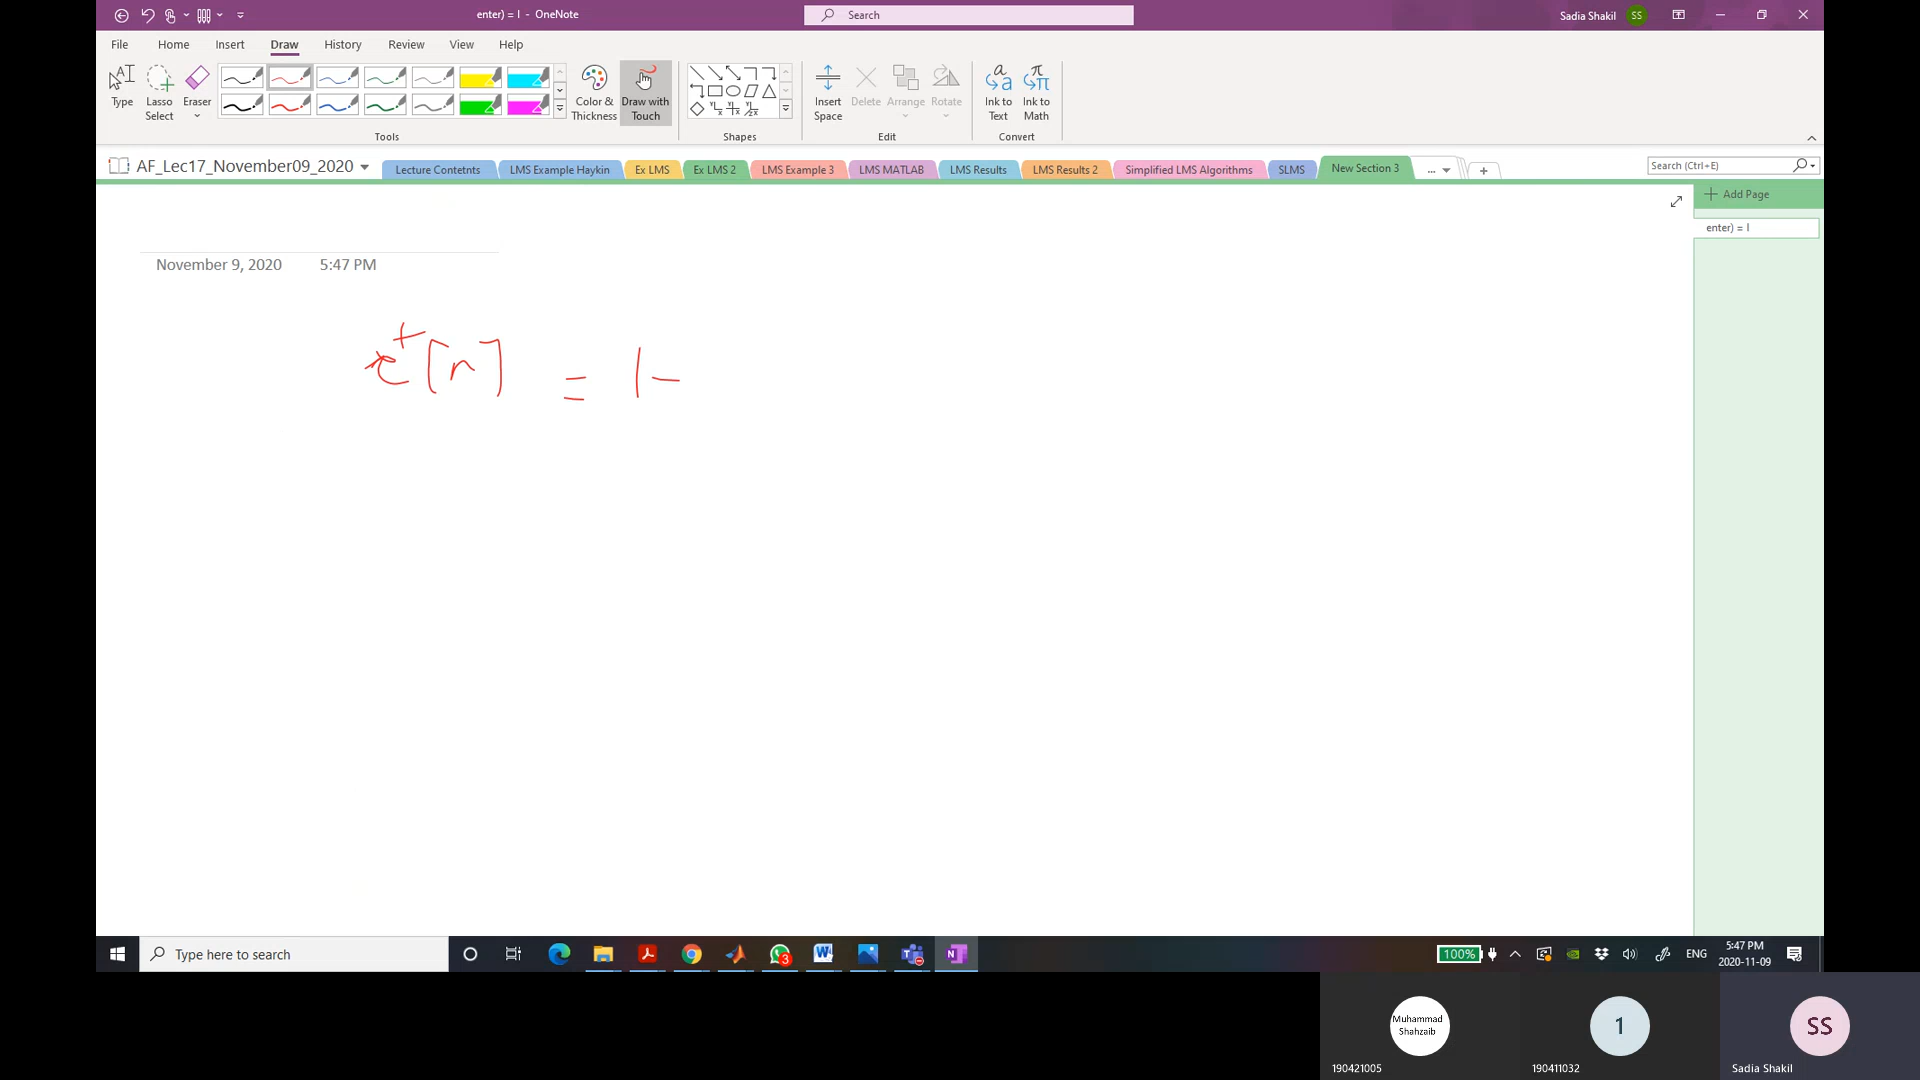 enter) = I - OneNote
Search
Sadia Shakil SS
File Home Insert Draw History Review View Help
Type
Lasso Select
Eraser
Color & Thickness
Draw with Touch
Insert Space
Delete
Arrange
Rotate
Ink to Text
Ink to Math
Tools Shapes Edit Convert
AF_Lec17_November09_2020
Lecture Contetnts LMS Example Haykin Ex LMS Ex LMS 2 LMS Example 3 LMS MATLAB LMS Results LMS Results 2 Simplified LMS Algorithms SLMS New Section 3 ...
Search (Ctrl+E)
Add Page
enter) = I
November 9, 2020 5:47 PM
[n] = 1-
Type here to search
3
100%
ENG
5:47 PM
2020-11-09
Muhammad Shahzaib
190421005
1
190411032
SS
Sadia Shakil